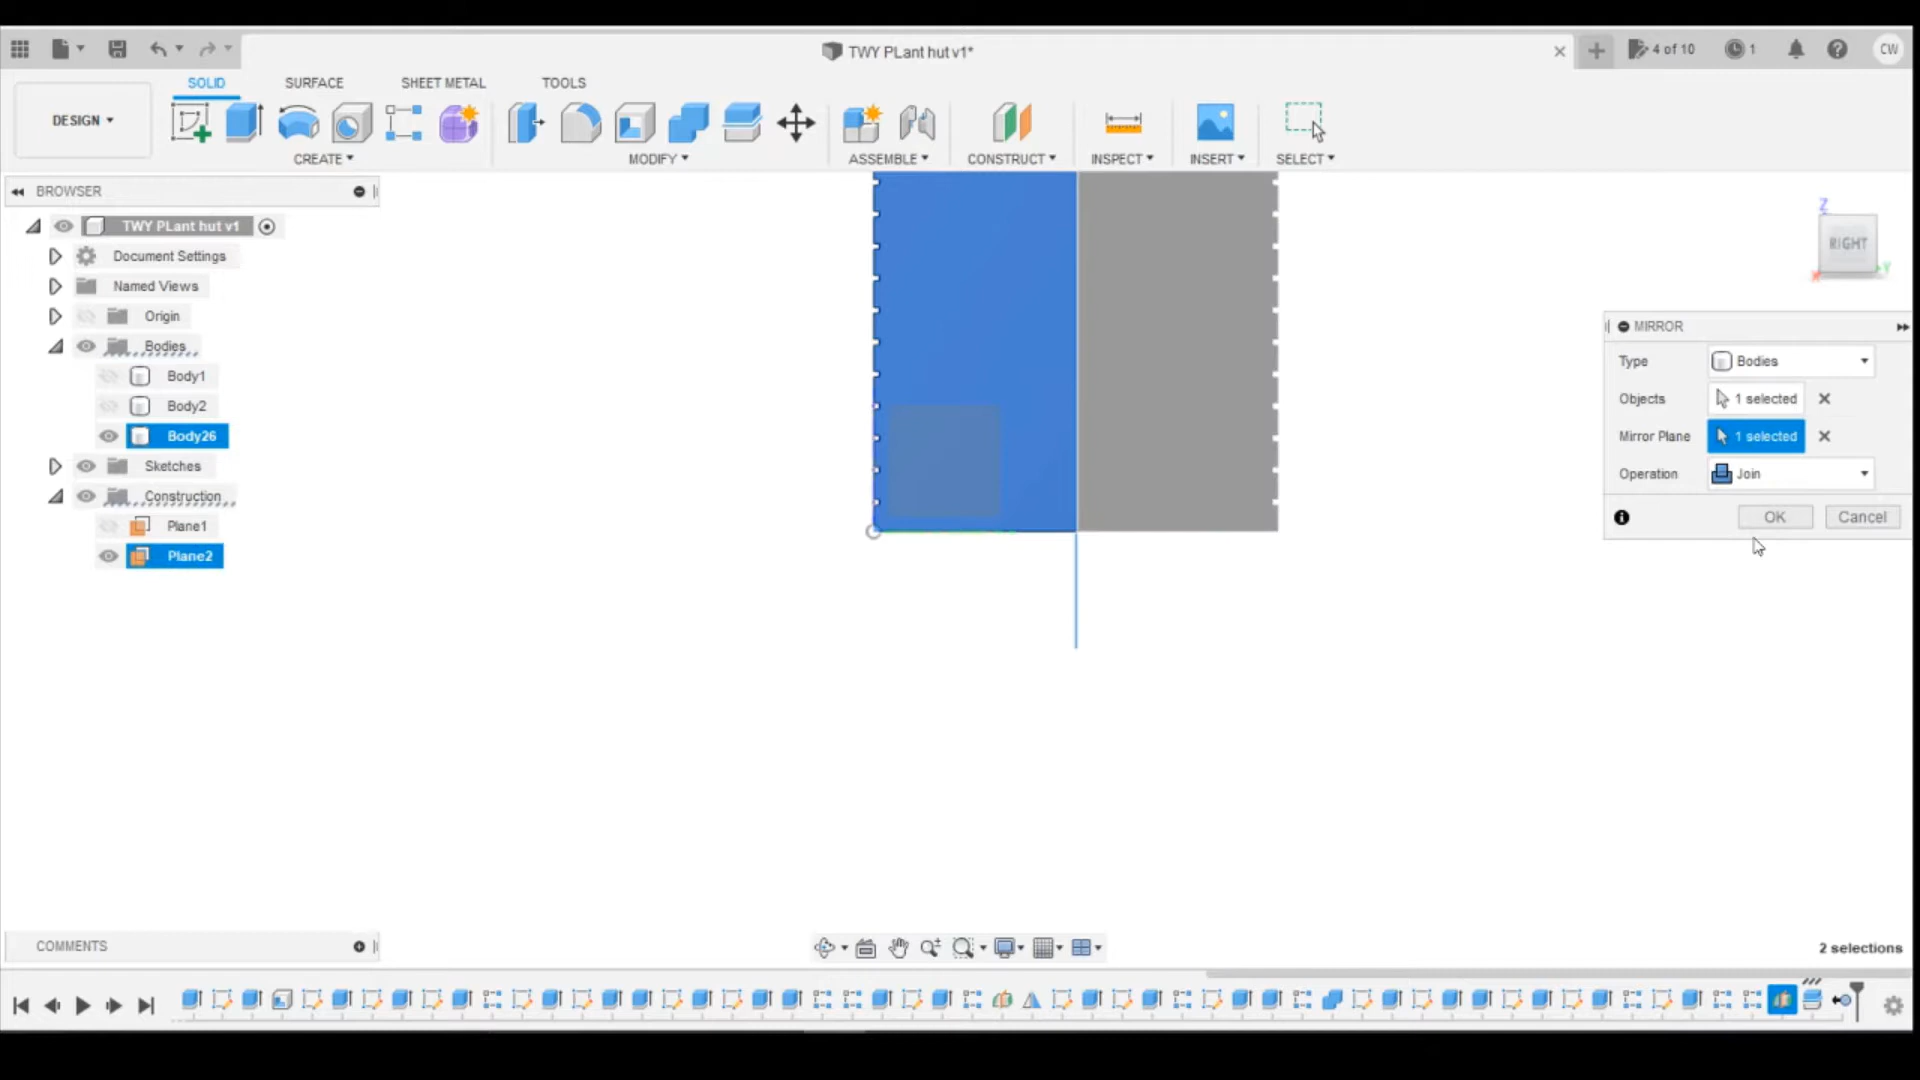 TWY PLant hut v1*
4 of 10
1
CW
SOLID
SURFACE
SHEET METAL
TOOLS
DESIGN
CREATE
MODIFY
ASSEMBLE
CONSTRUCT
INSPECT
INSERT
SELECT
BROWSER
TWY PLant hut v1
Document Settings
Named Views
Origin
Bodies
Body1
Body2
Body26
Sketches
Construction
Plane1
Plane2
Z
RIGHT
X
Y
MIRROR
Type
Bodies
Objects
1 selected
Mirror Plane
1 selected
Operation
Join
OK
Cancel
COMMENTS
2 selections